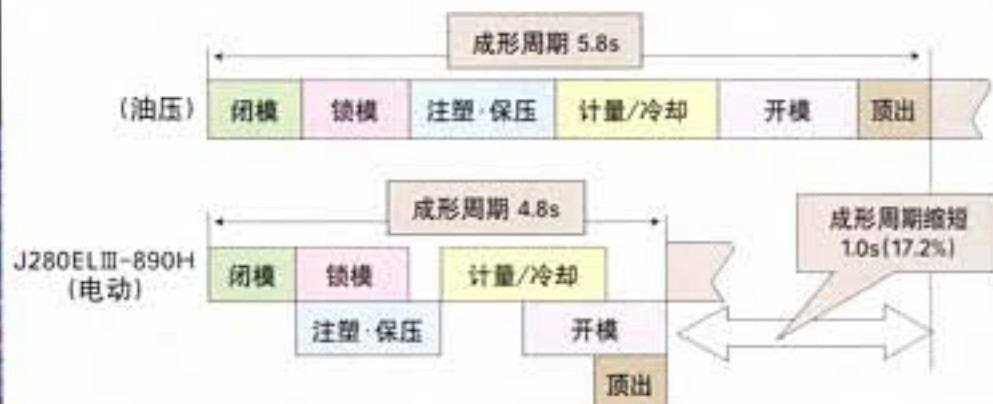 成形周期 5.8s
(油压) 闭模 锁模 注塑·保压 计量/冷却 开模 顶出
成形周期 4.8s
成形周期缩短
1.0s(17.2%)
J280ELⅢ-890H
(电动)
闭模 锁模 计量/冷却
注塑·保压 开模
顶出